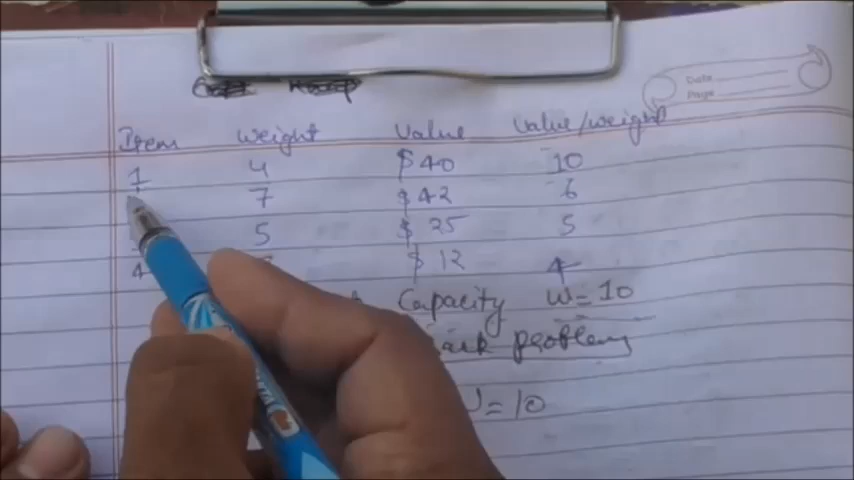 Date
Page
Item Weight Value Value/weight
1 4 $40 10
7 $42 6
5 $25 5
4 $12 4
Capacity W=10
problem
=10